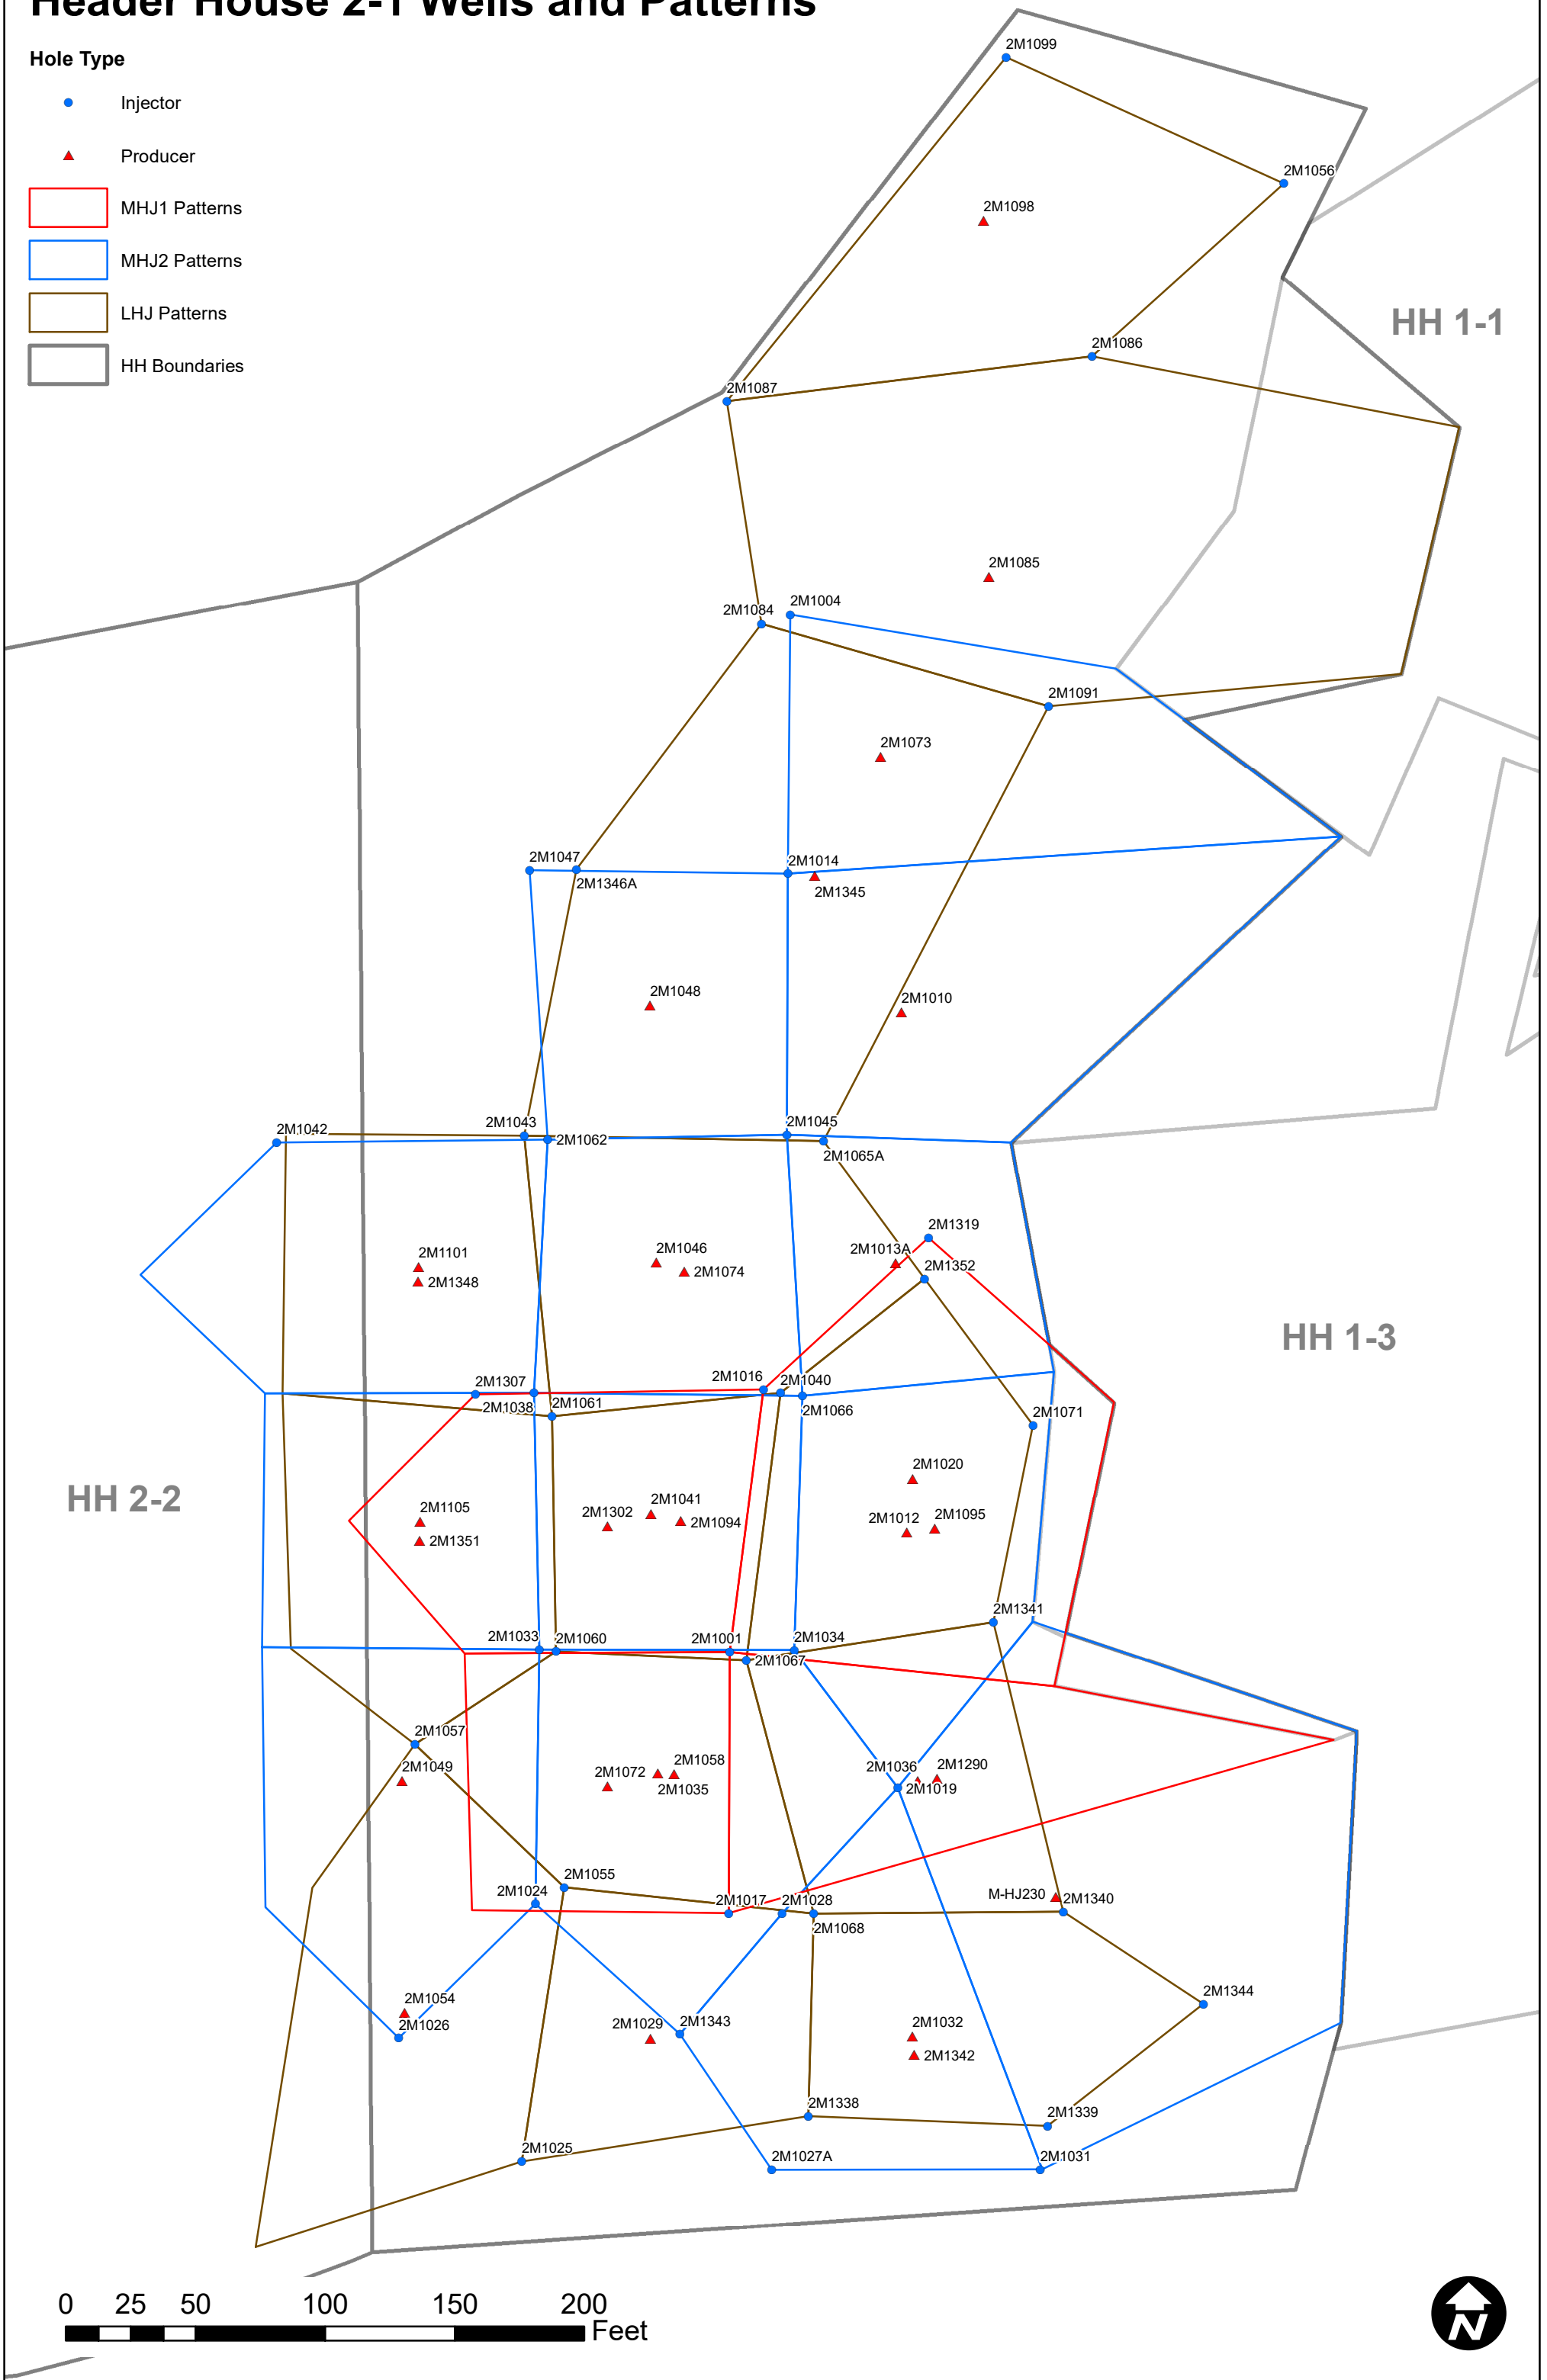 Header House 2-1 Wells and Patterns
Hole Type
Injector
Producer
MHJ1 Patterns
MHJ2 Patterns
LHJ Patterns
HH Boundaries
2M1099
2M1056
2M1098
HH 1-1
2M1086
2M1087
2M1085
2M1084
2M1004
2M1091
2M1073
2M1047
2M1014
2M1346A
2M1345
2M1048
2M1010
2M1042
2M1043
2M1045
2M1062
2M1065A
2M1319
2M1101
2M1046
2M1013A
2M1352
2M1348
2M1074
HH 1-3
2M1307
2M1016
2M1040
2M1038
2M1061
2M1066
2M1071
HH 2-2
2M1020
2M1105
2M1302
2M1041
2M1094
2M1012
2M1095
2M1351
2M1341
2M1033
2M1060
2M1001
2M1034
2M1067
2M1057
2M1049
2M1072
2M1058
2M1035
2M1036
2M1290
2M1019
2M1055
2M1024
2M1017
2M1028
2M1068
M-HJ230
2M1340
2M1054
2M1026
2M1344
2M1029
2M1343
2M1032
2M1342
2M1338
2M1339
2M1025
2M1027A
2M1031
0 25 50 100 150 200
Feet
N